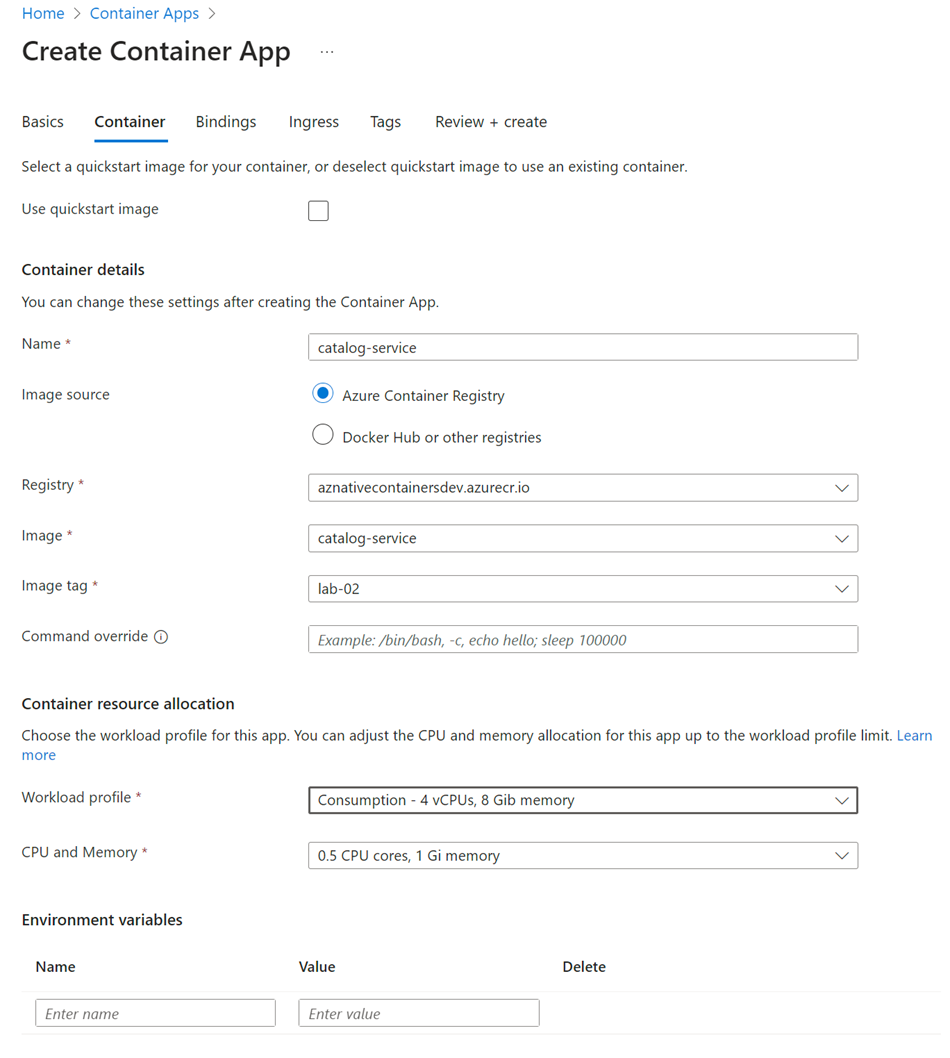 Home > Container Apps >
Create Container App ...
Basics Container Bindings Ingress Tags Review + create
Select a quickstart image for your container, or deselect quickstart image to use an existing container.
Use quickstart image
Container details
You can change these settings after creating the Container App.
Name *
catalog-service
Image source
Azure Container Registry
Docker Hub or other registries
Registry *
aznativecontainersdev.azurecr.io
Image *
catalog-service
Image tag *
lab-02
Command override
Example: /bin/bash, -c, echo hello; sleep 100000
Container resource allocation
Choose the workload profile for this app. You can adjust the CPU and memory allocation for this app up to the workload profile limit. Learn
more
Workload profile *
Consumption - 4 vCPUs, 8 Gib memory
CPU and Memory *
0.5 CPU cores, 1 Gi memory
Environment variables
Name Value Delete
Enter name Enter value